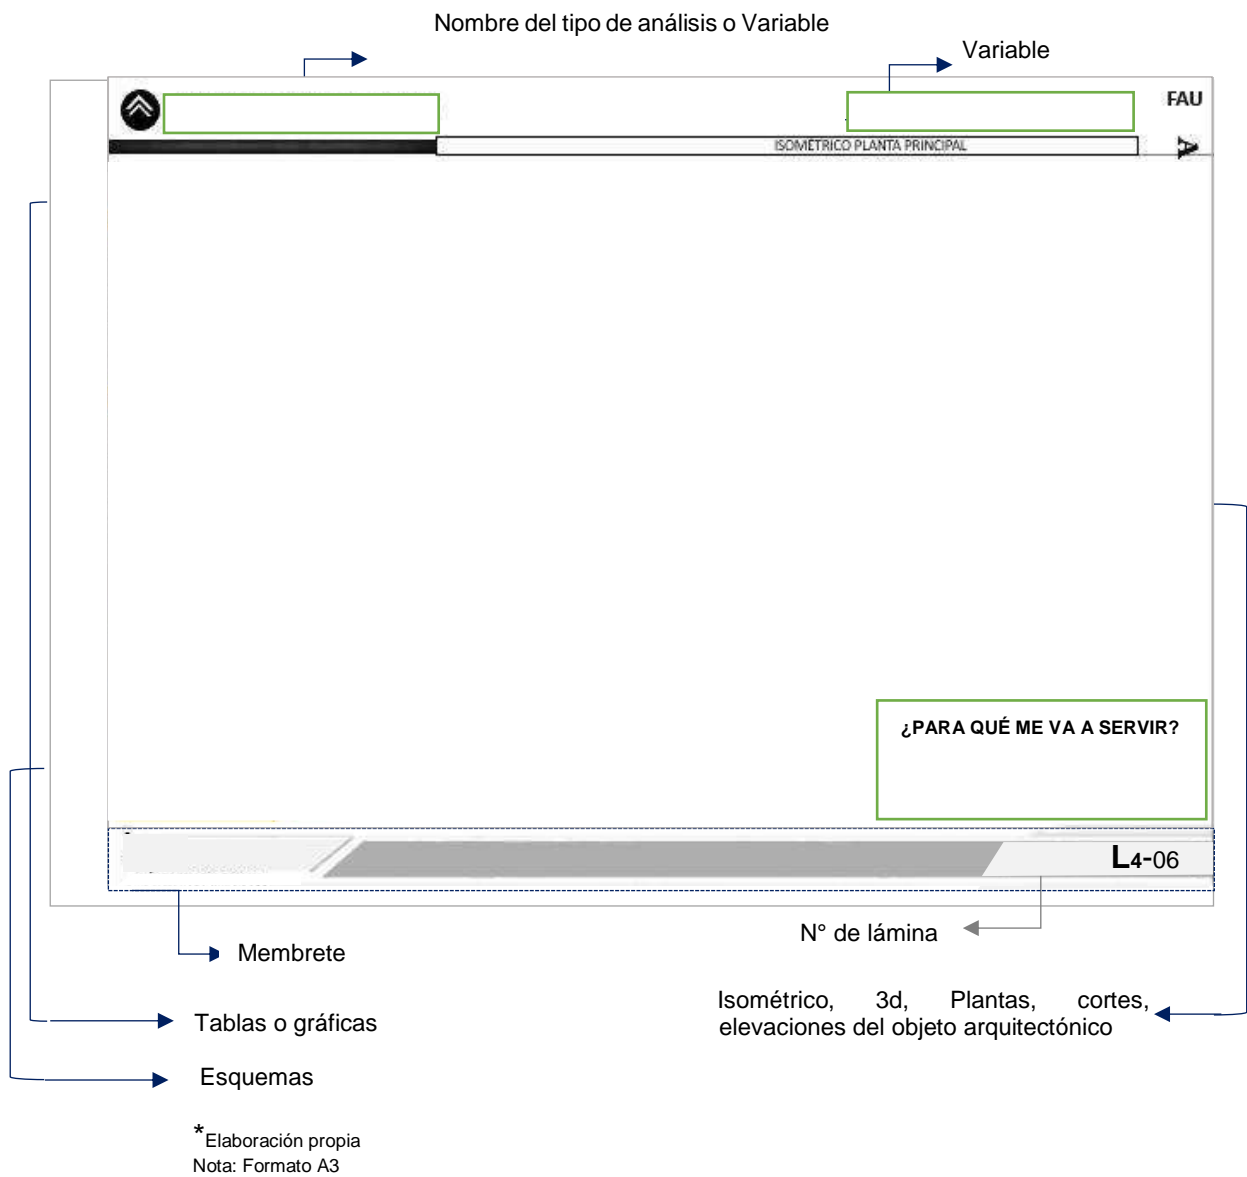 Nombre del tipo de análisis o Variable
Variable
FAU
A
ISOMÉTRICO PLANTA PRINCIPAL
¿PARA QUÉ ME VA A SERVIR?
L4-06
N° de lámina
Membrete
Isométrico, 3d, Plantas, cortes,
elevaciones del objeto arquitectónico
Tablas o gráficas
Esquemas
*Elaboración propia
Nota: Formato A3